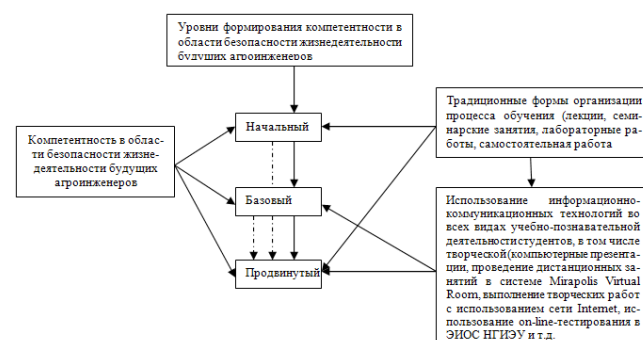 Уровни формирования компетентности в
области безопасности жизнедеятельности
будущих агроинженеров
Традиционные формы организации
процесса обучения (лекции, семи-
нарские занятия, лабораторные ра-
боты, самостоятельная работа
Начальный
Компетентность в облас-
ти безопасности жизне-
деятельности будущих
агроинженеров
Базовый
Продвинутый
Использование информационно-
коммуникационных технологий во
всех видах учебно-познавательной
деятельности студентов, в том числе
творческой (компьютерные презента-
ции, проведение дистанционных за-
нятий в системе Mirapolis Virtual
Room, выполнение творческих работ
с использованием сети Internet, ис-
пользование on-line-тестирования в
ЭИОС НГИЭУ и т.д.